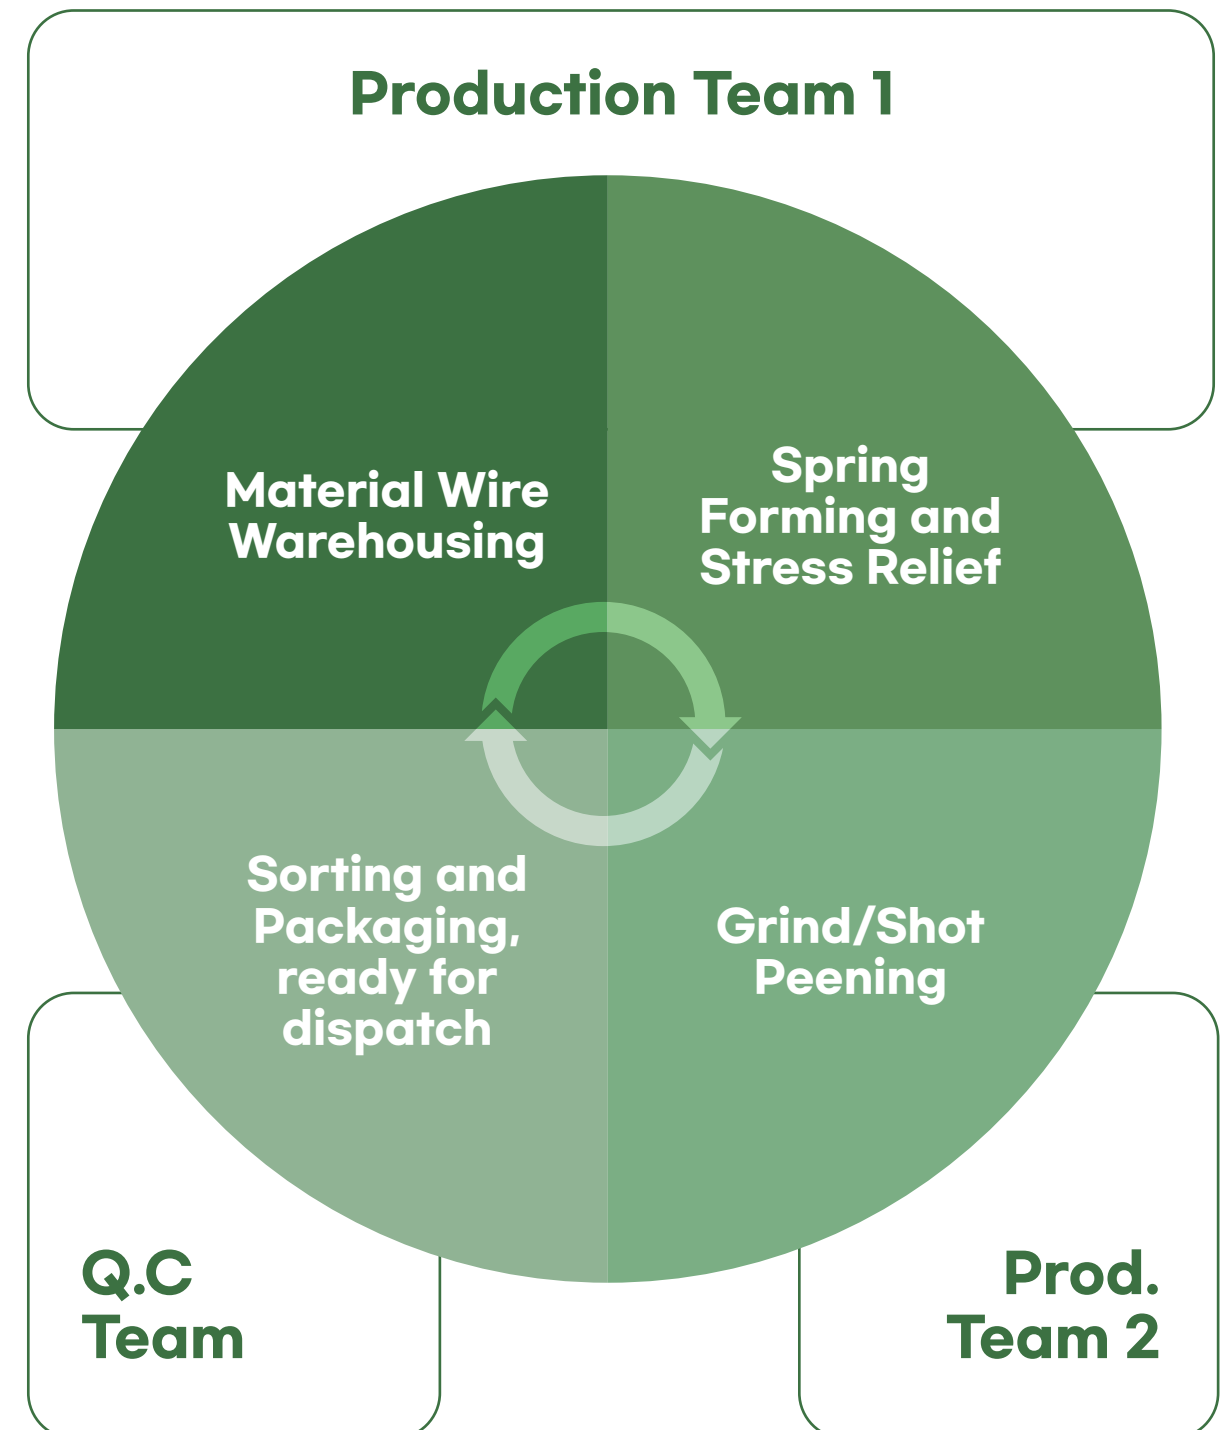 Production Team 1
Material Wire
Warehousing
Spring
Forming and
Stress Relief
Sorting and
Packaging,
ready for
dispatch
Grind/Shot
Peening
Q.C
Team
Prod.
Team 2